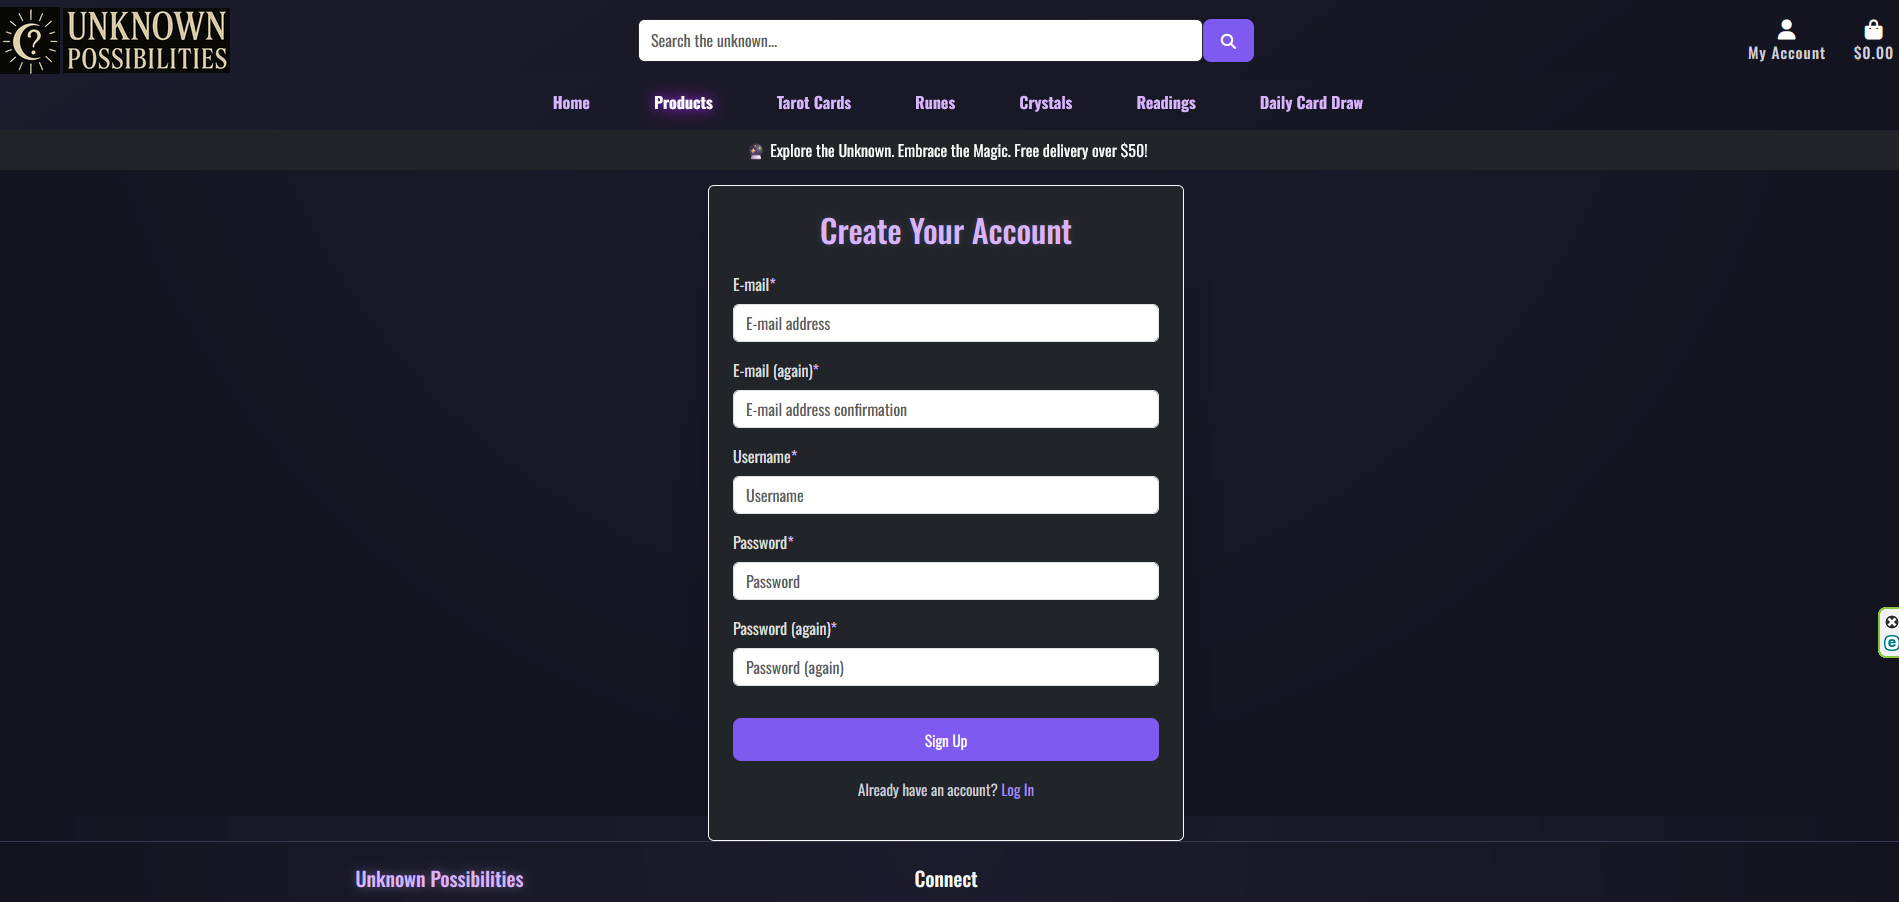 UNKNOWN
POSSIBILITIES
Search the unknown...
My Account
$0.00
Home
Products
Tarot Cards
Runes
Crystals
Readings
Daily Card Draw
🔮 Explore the Unknown. Embrace the Magic. Free delivery over $50!
Create Your Account
E-mail*
E-mail address
E-mail (again)*
E-mail address confirmation
Username*
Username
Password*
Password
Password (again)*
Password (again)
Sign Up
Already have an account? Log In
Unknown Possibilities
Connect